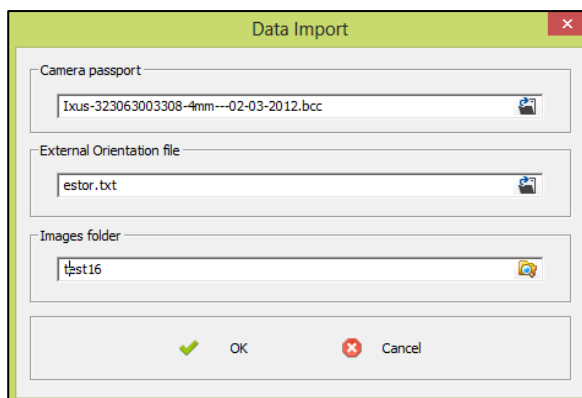 Data Import
Camera passport
Ixus-323063003308-4mm---02-03-2012.bcc
External Orientation file
estor.txt
Images folder
test16
OK Cancel